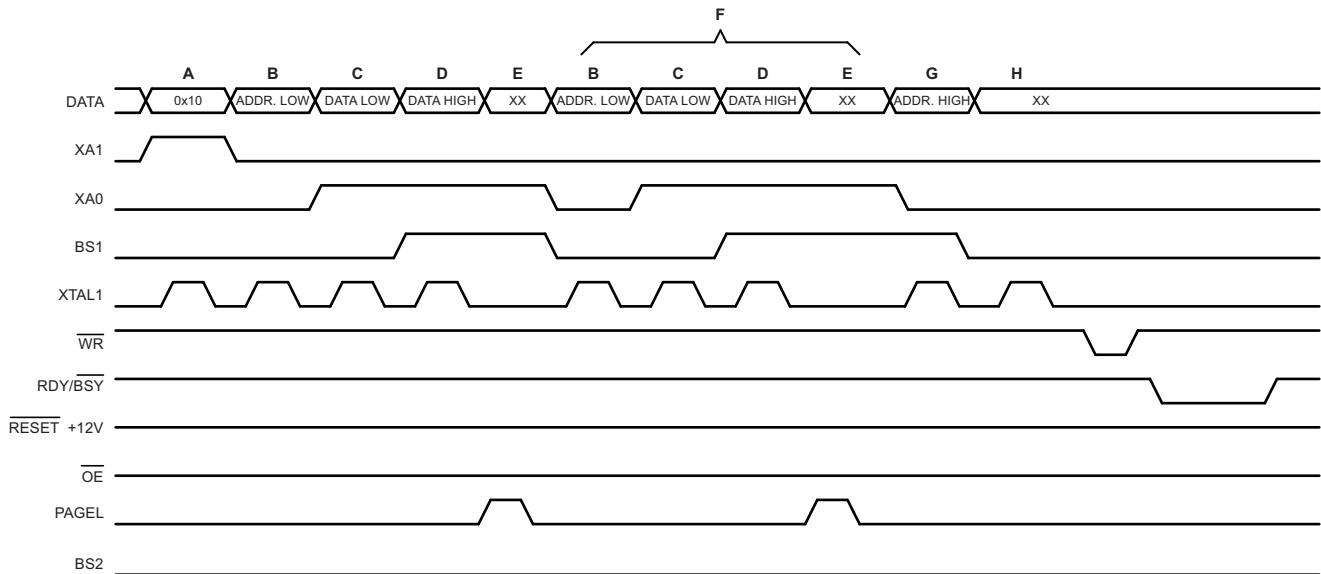 F
A B C D E B C D E G H
DATA 0x10 ADDR. LOW DATA LOW DATA HIGH XX ADDR. LOW DATA LOW DATA HIGH XX ADDR. HIGH XX
XA1
XA0
BS1
XTAL1
WR
RDY/BSY
RESET +12V
OE
PAGEL
BS2